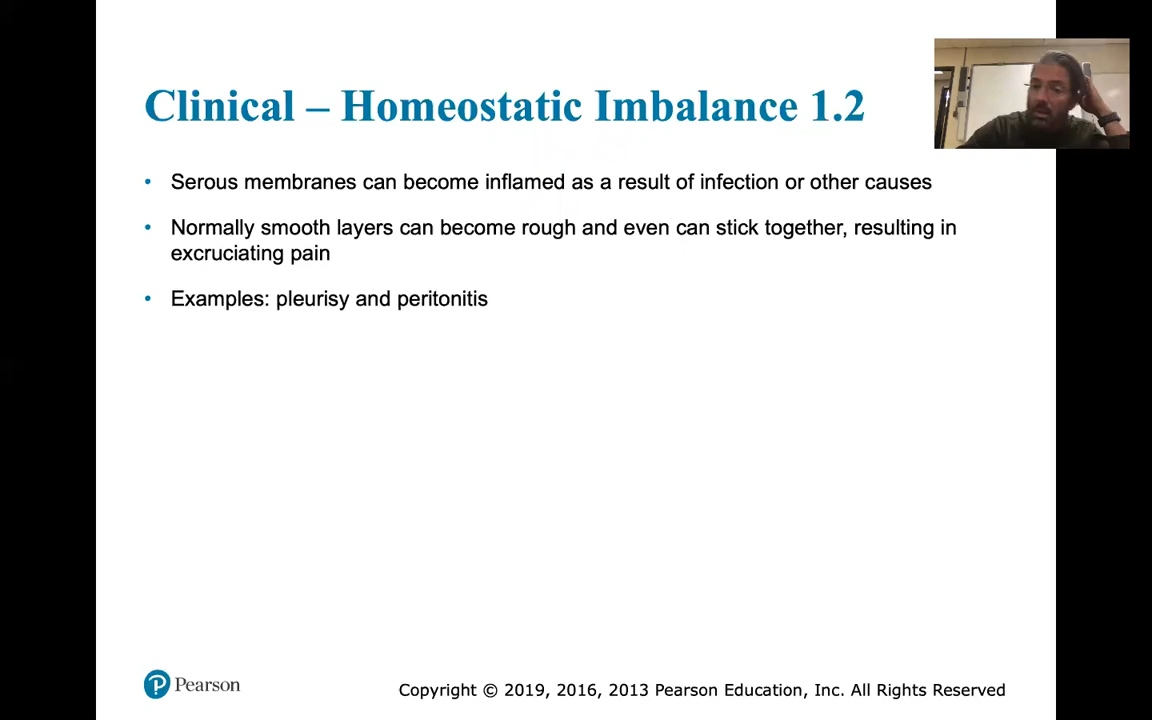 Clinical – Homeostatic Imbalance 1.2
• Serous membranes can become inflamed as a result of infection or other causes
• Normally smooth layers can become rough and even can stick together, resulting in
excruciating pain
• Examples: pleurisy and peritonitis
Pearson
Copyright © 2019, 2016, 2013 Pearson Education, Inc. All Rights Reserved